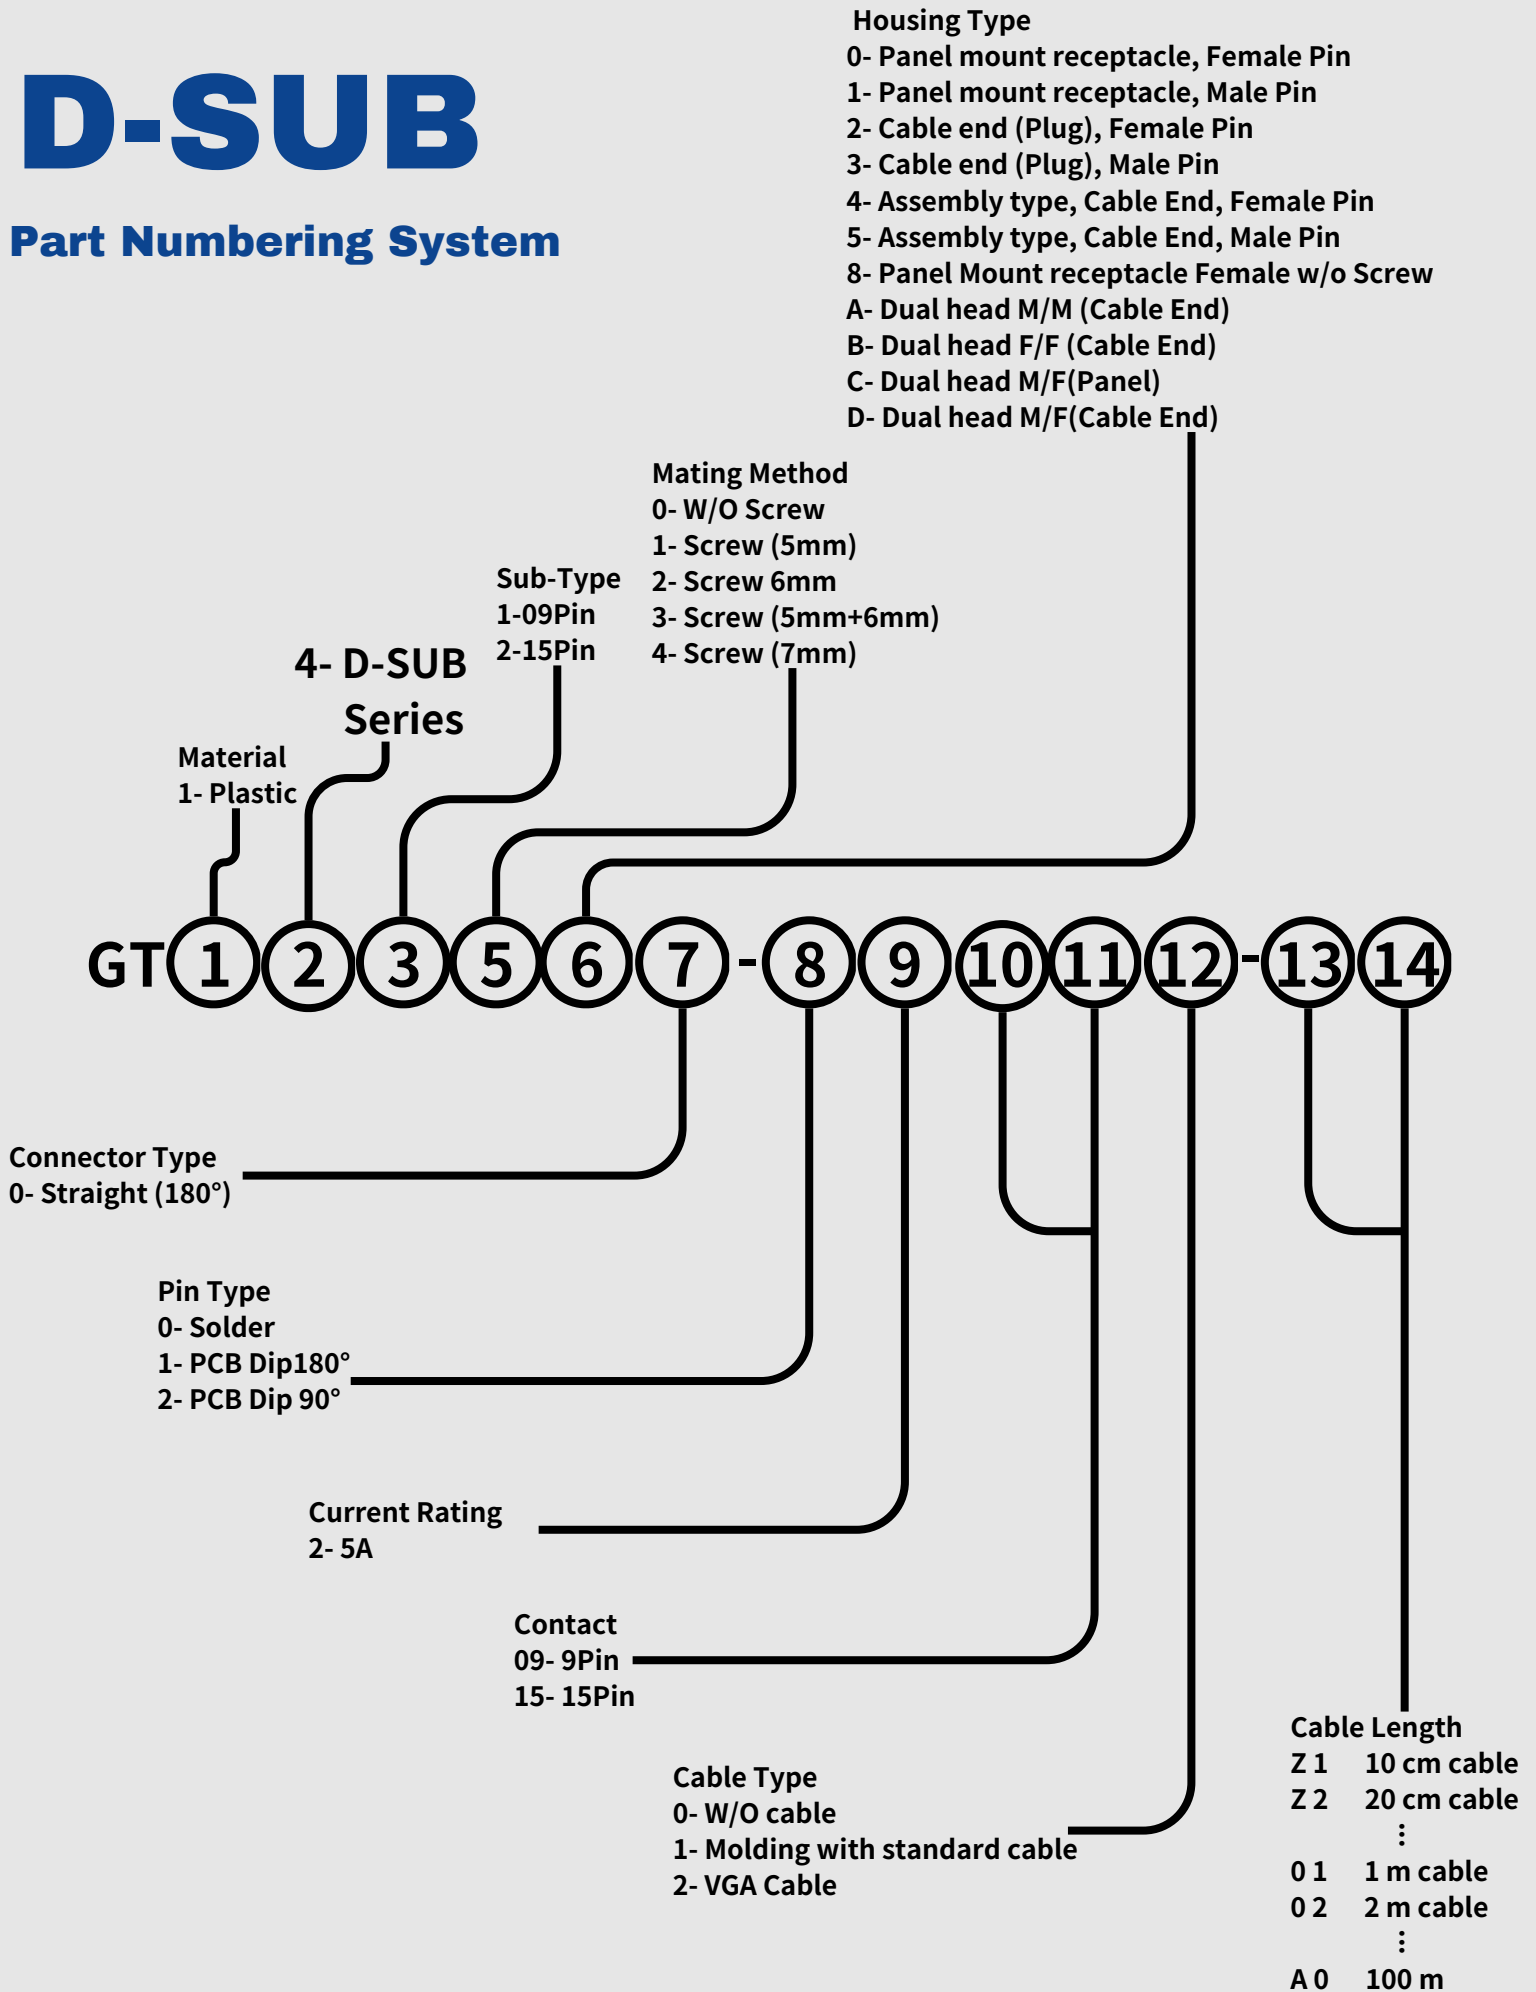 D-SUB
Part Numbering System
Housing Type
0- Panel mount receptacle, Female Pin
1- Panel mount receptacle, Male Pin
2- Cable end (Plug), Female Pin
3- Cable end (Plug), Male Pin
4- Assembly type, Cable End, Female Pin
5- Assembly type, Cable End, Male Pin
8- Panel Mount receptacle Female w/o Screw
A- Dual head M/M (Cable End)
B- Dual head F/F (Cable End)
C- Dual head M/F(Panel)
D- Dual head M/F(Cable End)
Mating Method
0- W/O Screw
1- Screw (5mm)
2- Screw 6mm
3- Screw (5mm+6mm)
4- Screw (7mm)
Sub-Type
1-09Pin
2-15Pin
4- D-SUB
Series
Material
1- Plastic
GT 1 2 3 5 6 7 - 8 9 10 11 12 - 13 14
Connector Type
0- Straight (180°)
Pin Type
0- Solder
1- PCB Dip180°
2- PCB Dip 90°
Current Rating
2- 5A
Contact
09- 9Pin
15- 15Pin
Cable Type
0- W/O cable
1- Molding with standard cable
2- VGA Cable
Cable Length
Z 1 10 cm cable
Z 2 20 cm cable
⋮
0 1 1 m cable
0 2 2 m cable
⋮
A 0 100 m